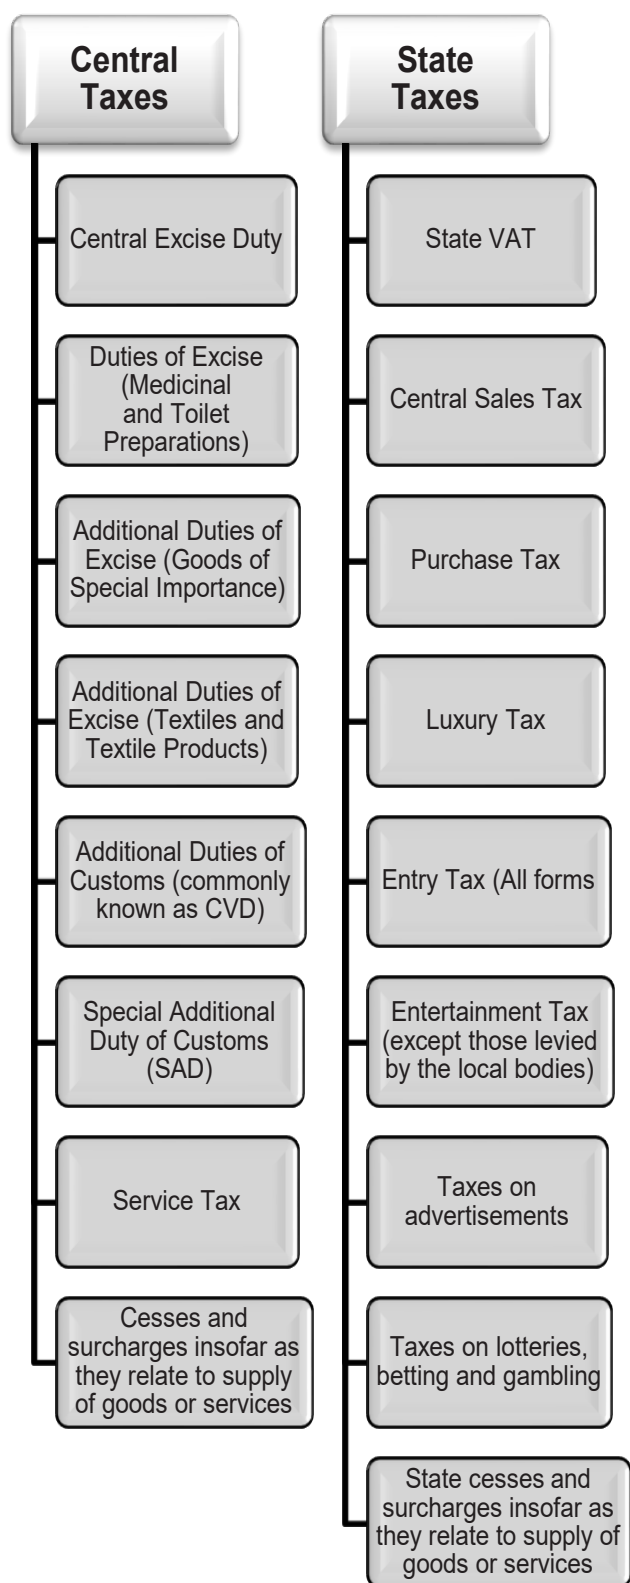 Central
Taxes
Central Excise Duty
Duties of Excise
(Medicinal
and Toilet
Preparations)
Additional Duties of
Excise (Goods of
Special Importance)
Additional Duties of
Excise (Textiles and
Textile Products)
Additional Duties of
Customs (commonly
known as CVD)
Special Additional
Duty of Customs
(SAD)
Service Tax
Cesses and
surcharges insofar as
they relate to supply
of goods or services
State
Taxes
State VAT
Central Sales Tax
Purchase Tax
Luxury Tax
Entry Tax (All forms
Entertainment Tax
(except those levied
by the local bodies)
Taxes on
advertisements
Taxes on lotteries,
betting and gambling
State cesses and
surcharges insofar as
they relate to supply of
goods or services